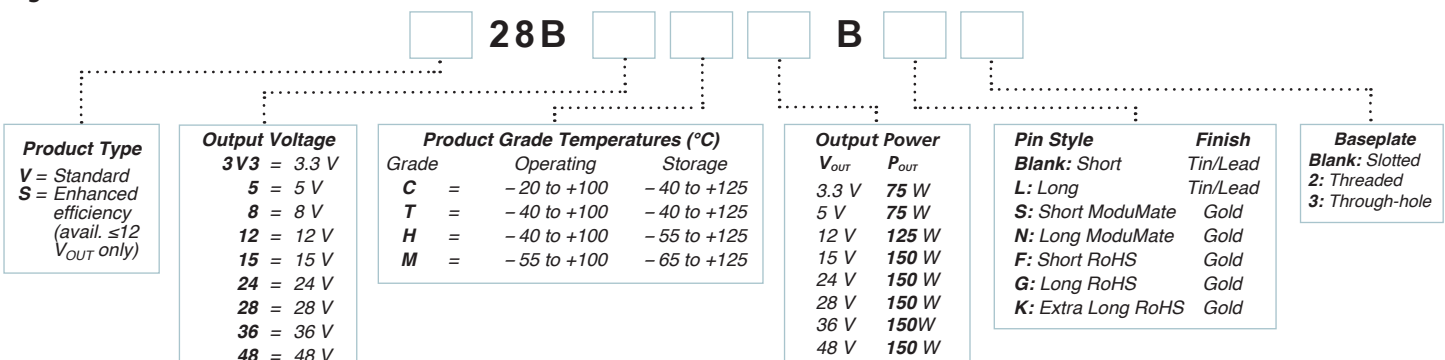 28B B
Product Type
V = Standard
S = Enhanced
efficiency
(avail. ≤12
VOUT only)
Output Voltage
3V3 = 3.3 V
5 = 5 V
8 = 8 V
12 = 12 V
15 = 15 V
24 = 24 V
28 = 28 V
36 = 36 V
48 = 48 V
Product Grade Temperatures (°C)
Grade Operating Storage
C = – 20 to +100 – 40 to +125
T = – 40 to +100 – 40 to +125
H = – 40 to +100 – 55 to +125
M = – 55 to +100 – 65 to +125
Output Power
VOUT POUT
3.3 V 75 W
5 V 75 W
12 V 125 W
15 V 150 W
24 V 150 W
28 V 150 W
36 V 150W
48 V 150 W
Pin Style Finish
Blank: Short Tin/Lead
L: Long Tin/Lead
S: Short ModuMate Gold
N: Long ModuMate Gold
F: Short RoHS Gold
G: Long RoHS Gold
K: Extra Long RoHS Gold
Baseplate
Blank: Slotted
2: Threaded
3: Through-hole